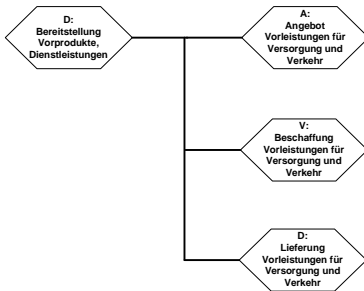 D:
Bereitstellung
Vorprodukte,
Dienstleistungen
A:
Angebot
Vorleistungen für
Versorgung und
Verkehr
V:
Beschaffung
Vorleistungen für
Versorgung und
Verkehr
D:
Lieferung
Vorleistungen für
Versorgung und
Verkehr